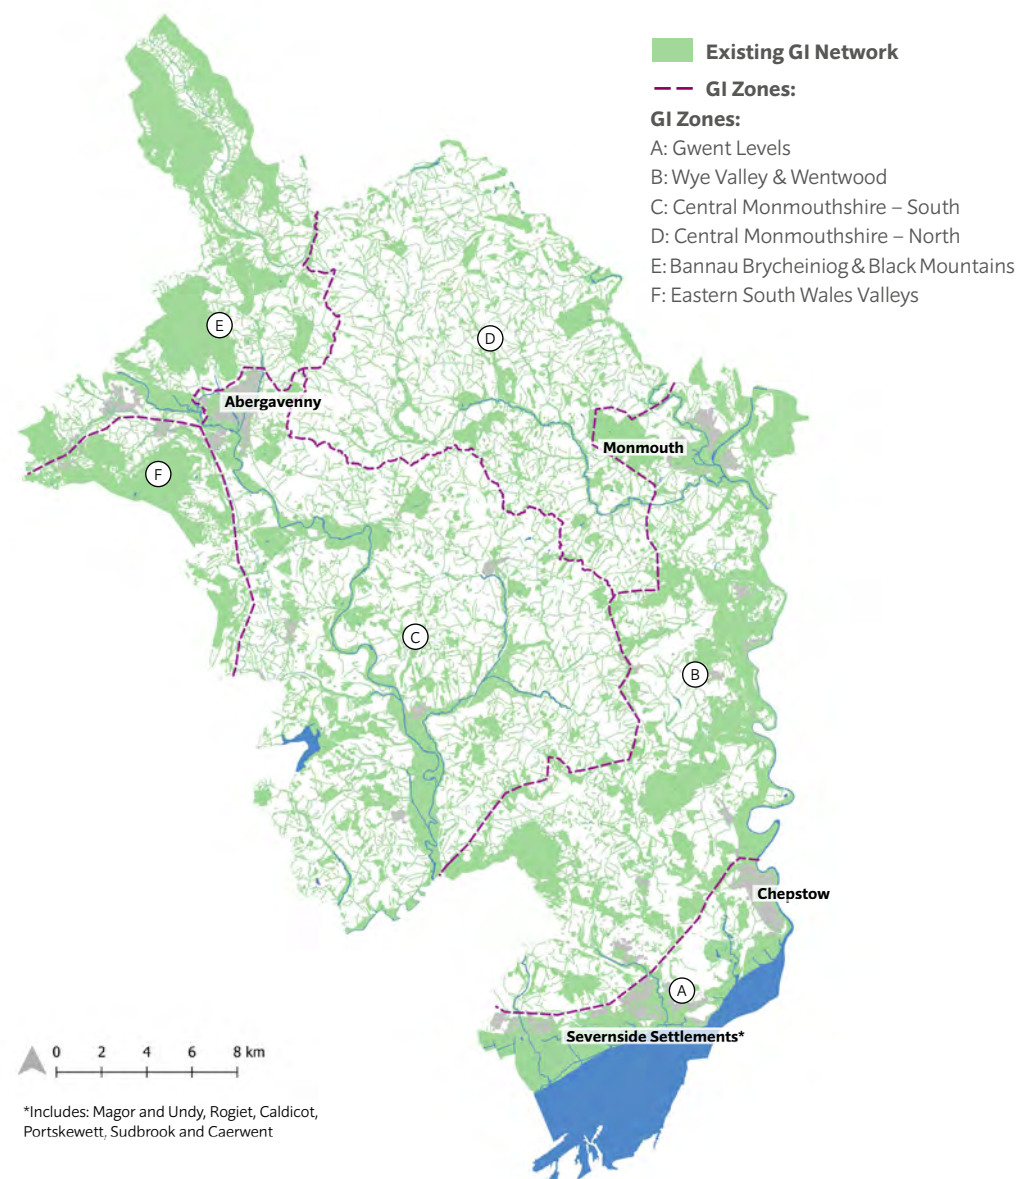 Existing GI Network
GI Zones:
GI Zones:
A: Gwent Levels
B: Wye Valley & Wentwood
C: Central Monmouthshire – South
D: Central Monmouthshire – North
E: Bannau Brycheiniog & Black Mountains
F: Eastern South Wales Valleys
E
D
Abergavenny
Monmouth
F
C
B
Chepstow
A
Severnside Settlements*
0 2 4 6 8 km
*Includes: Magor and Undy, Rogiet, Caldicot,
Portskewett, Sudbrook and Caerwent